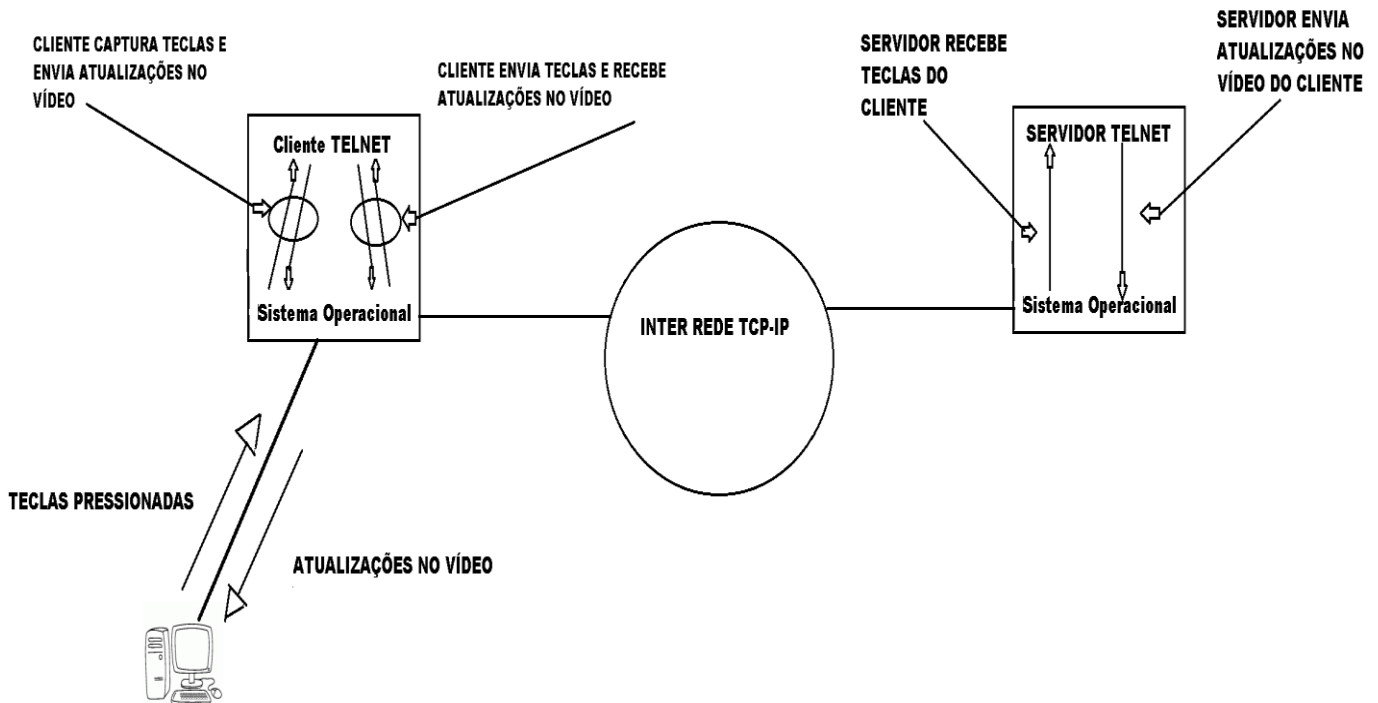 CLIENTE CAPTURA TECLAS E
ENVIA ATUALIZAÇÕES NO
VÍDEO
CLIENTE ENVIA TECLAS E RECEBE
ATUALIZAÇÕES NO VÍDEO
SERVIDOR RECEBE
TECLAS DO
CLIENTE
SERVIDOR ENVIA
ATUALIZAÇÕES NO
VÍDEO DO CLIENTE
Cliente TELNET
Sistema Operacional
INTER REDE TCP-IP
SERVIDOR TELNET
Sistema Operacional
TECLAS PRESSIONADAS
ATUALIZAÇÕES NO VÍDEO